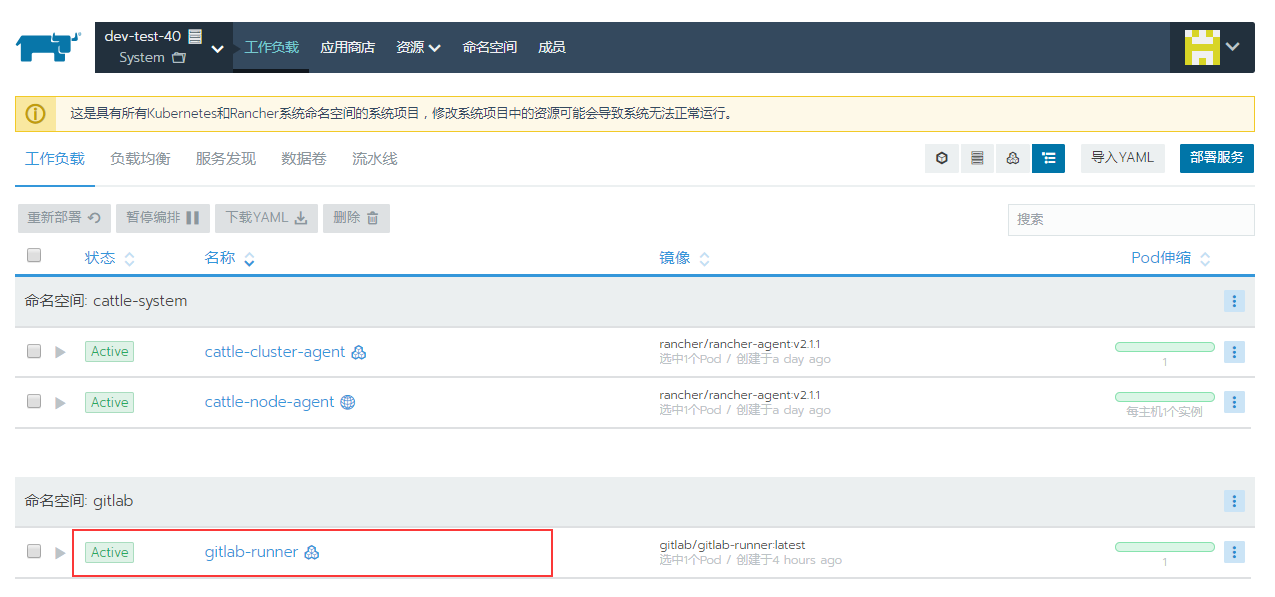 dev-test-40
System
工作负载 应用商店 资源 命名空间 成员
这是具有所有Kubernetes和Rancher系统命名空间的系统项目，修改系统项目中的资源可能会导致系统无法正常运行。
工作负载 负载均衡 服务发现 数据卷 流水线 导入YAML 部署服务
重新部署 暂停编排 下载YAML 删除 搜索
状态 名称 镜像 Pod伸缩
命名空间: cattle-system
Active cattle-cluster-agent rancher/rancher-agent:v2.1.1
选中1个Pod / 创建于a day ago
1
Active cattle-node-agent rancher/rancher-agent:v2.1.1
选中1个Pod / 创建于a day ago
每主机1个实例
命名空间: gitlab
Active gitlab-runner gitlab/gitlab-runner:latest
选中1个Pod / 创建于4 hours ago
1